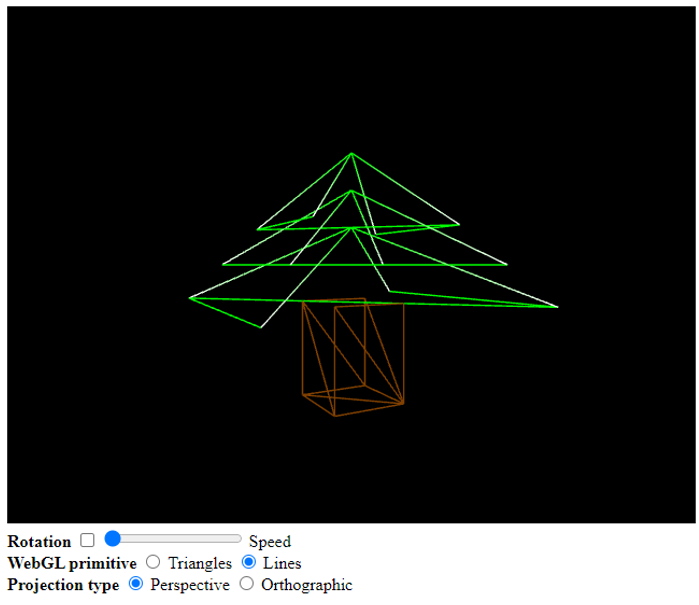 Rotation Speed
WebGL primitive Triangles Lines
Projection type Perspective Orthographic